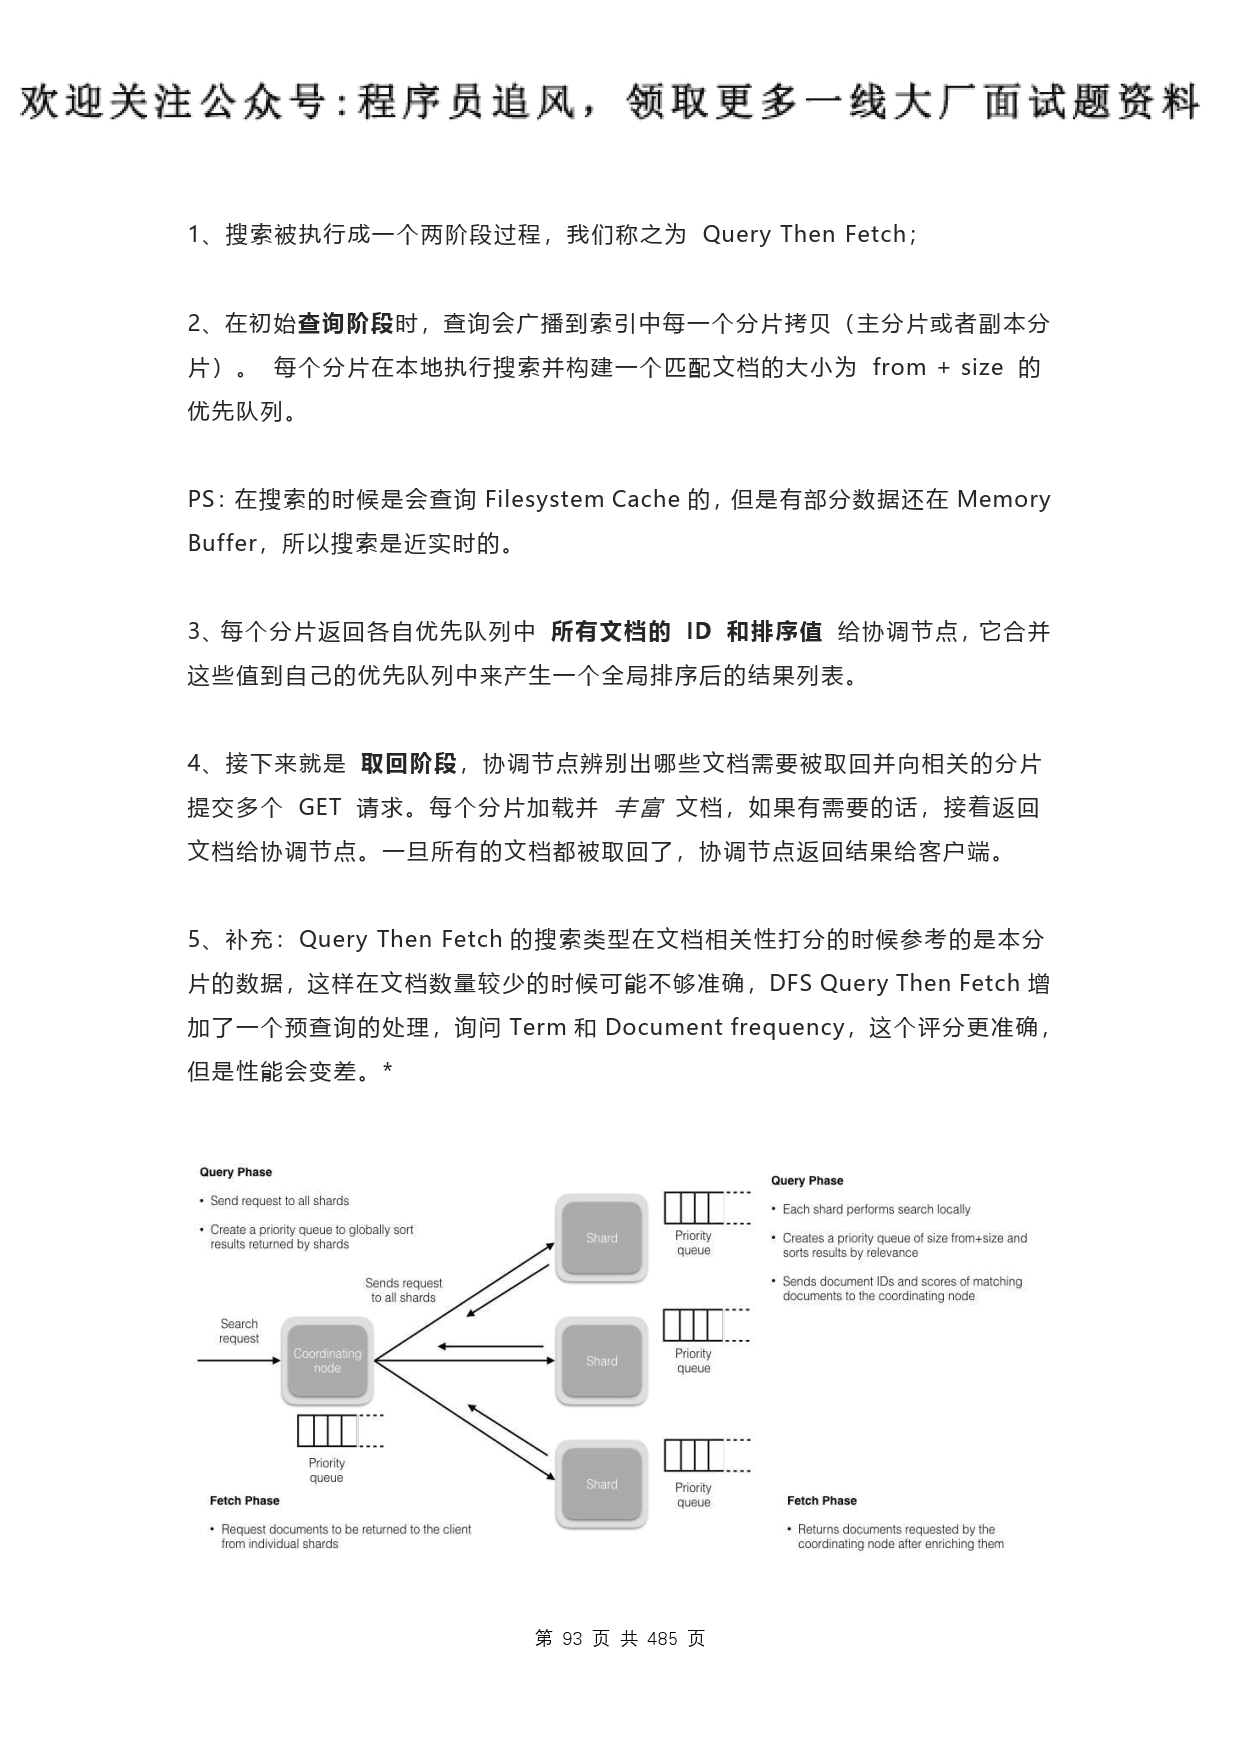 欢迎关注公众号:程序员追风，领取更多一线大厂面试题资料
1、搜索被执行成一个两阶段过程，我们称之为 Query Then Fetch；
2、在初始查询阶段时，查询会广播到索引中每一个分片拷贝（主分片或者副本分
片）。 每个分片在本地执行搜索并构建一个匹配文档的大小为 from + size 的
优先队列。
PS：在搜索的时候是会查询 Filesystem Cache 的，但是有部分数据还在 Memory
Buffer，所以搜索是近实时的。
3、每个分片返回各自优先队列中 所有文档的 ID 和排序值 给协调节点，它合并
这些值到自己的优先队列中来产生一个全局排序后的结果列表。
4、接下来就是 取回阶段，协调节点辨别出哪些文档需要被取回并向相关的分片
提交多个 GET 请求。每个分片加载并 丰富 文档，如果有需要的话，接着返回
文档给协调节点。一旦所有的文档都被取回了，协调节点返回结果给客户端。
5、补充：Query Then Fetch 的搜索类型在文档相关性打分的时候参考的是本分
片的数据，这样在文档数量较少的时候可能不够准确，DFS Query Then Fetch 增
加了一个预查询的处理，询问 Term 和 Document frequency，这个评分更准确，
但是性能会变差。*
Query Phase
• Send request to all shards
• Create a priority queue to globally sort
results returned by shards
Sends request
to all shards
Search
request
Coordinating
node
Priority
queue
Fetch Phase
• Request documents to be returned to the client
from individual shards
Shard
Priority
queue
Shard
Priority
queue
Shard
Priority
queue
Query Phase
• Each shard performs search locally
• Creates a priority queue of size from+size and
sorts results by relevance
• Sends document IDs and scores of matching
documents to the coordinating node
Fetch Phase
• Returns documents requested by the
coordinating node after enriching them
第 93 页 共 485 页